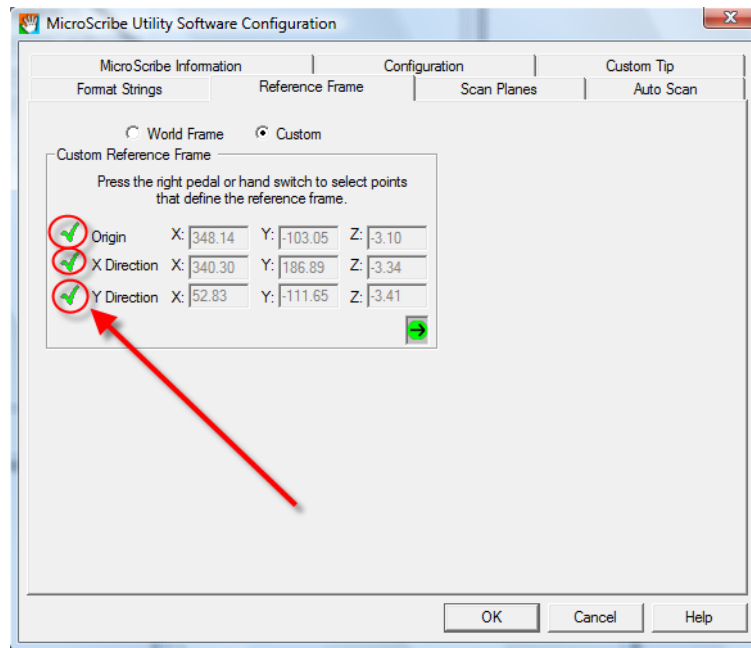 MicroScribe Utility Software Configuration
MicroScribe Information Configuration Custom Tip
Format Strings Reference Frame Scan Planes Auto Scan
World Frame Custom
Custom Reference Frame
Press the right pedal or hand switch to select points
that define the reference frame.
Origin X: 348.14 Y: -103.05 Z: -3.10
X Direction X: 340.30 Y: 186.89 Z: -3.34
Y Direction X: 52.83 Y: -111.65 Z: -3.41
OK Cancel Help